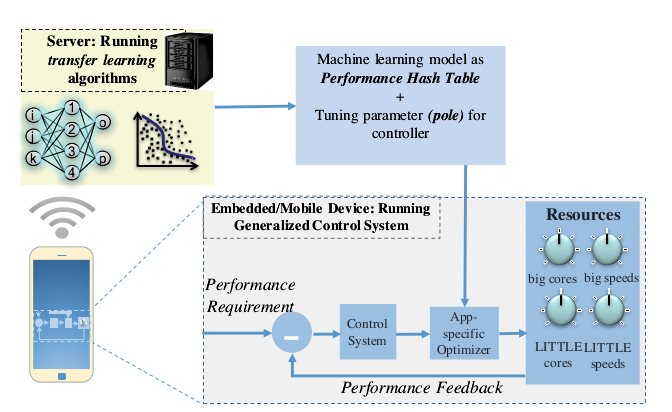 Server: Running
transfer learning
algorithms
i
j
k
1
2
3
4
o
p
Machine learning model as
Performance Hash Table
+
Tuning parameter (pole) for
controller
Embedded/Mobile Device: Running
Generalized Control System
Resources
big cores
big speeds
LITTLE
cores
LITTLE
speeds
Performance
Requirement
–
Control
System
App-
specific
Optimizer
Performance Feedback